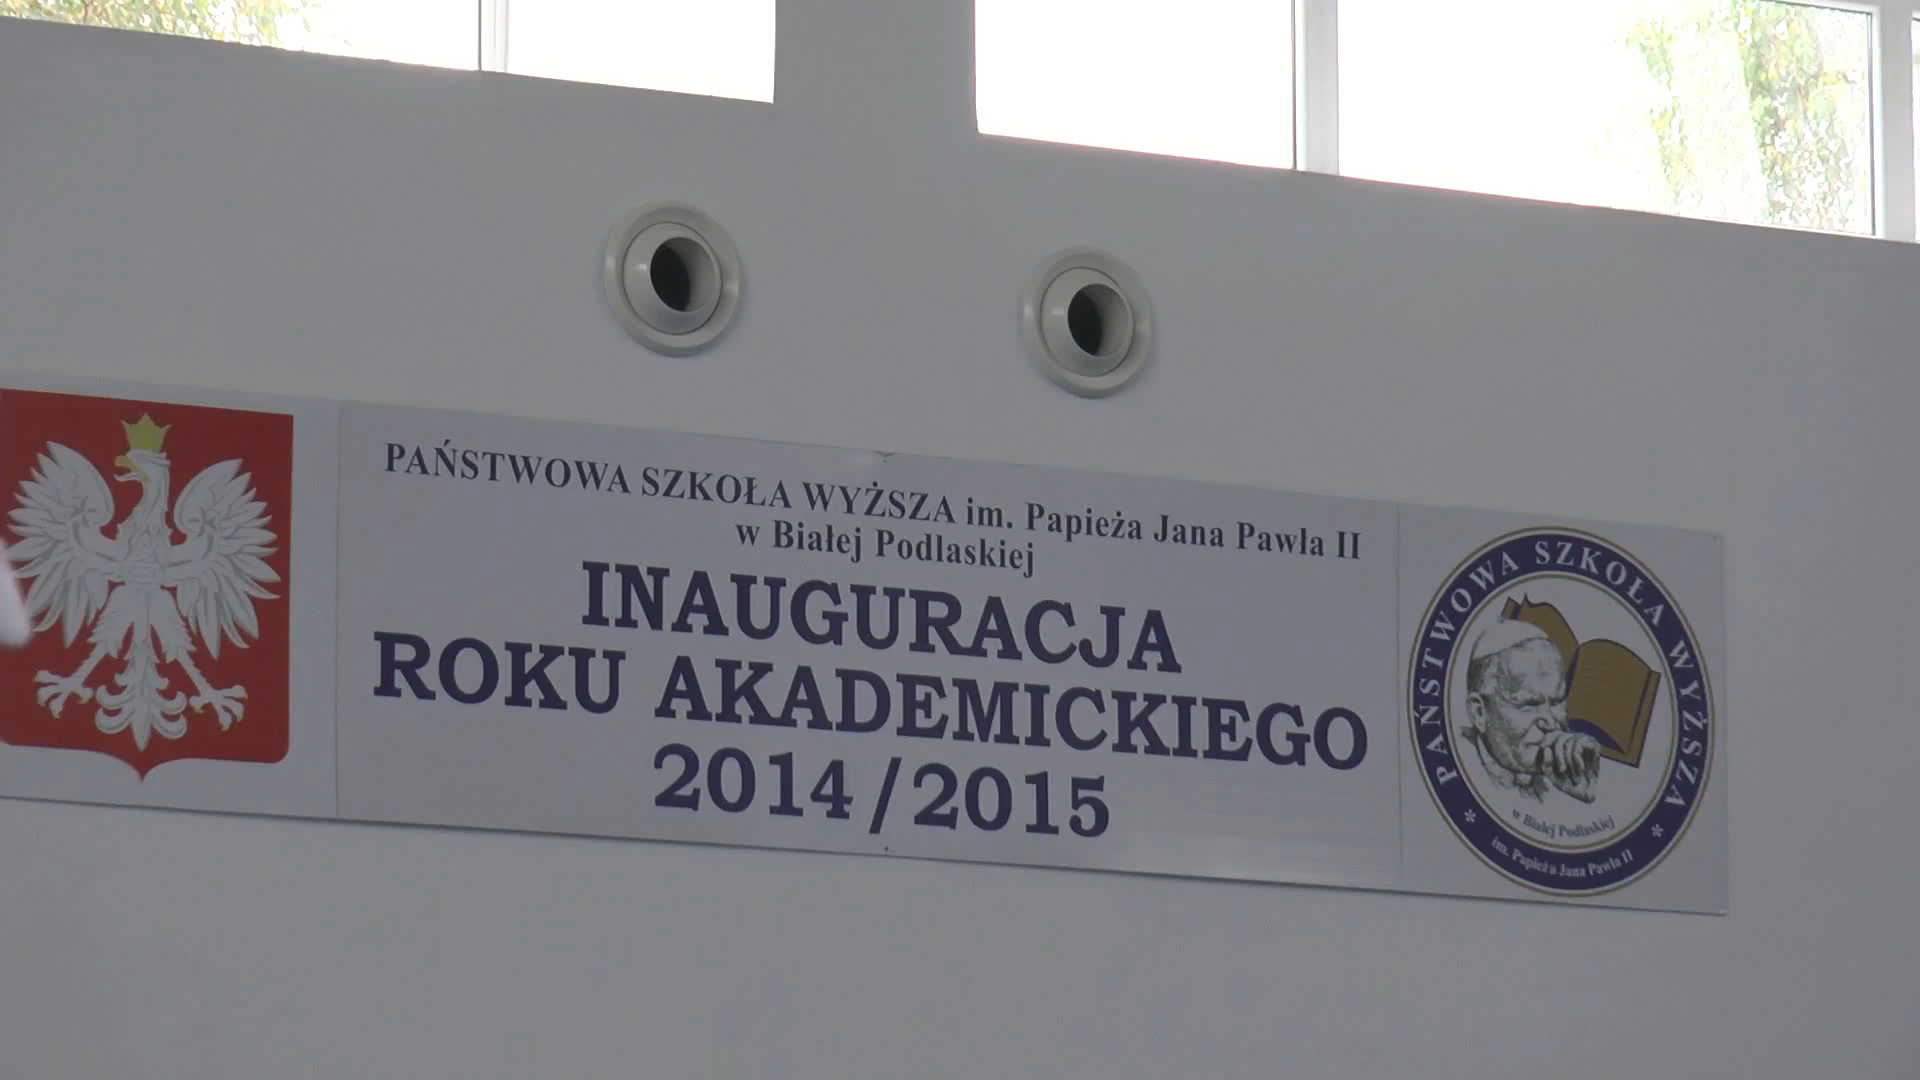 PAŃSTWOWA SZKOŁA WYŻSZA im. Papieża Jana Pawła II
w Białej Podlaskiej
INAUGURACJA
ROKU AKADEMICKIEGO
2014/2015
* PAŃSTWOWA SZKOŁA WYŻSZA *
w Białej Podlaskiej
im. Papieża Jana Pawła II